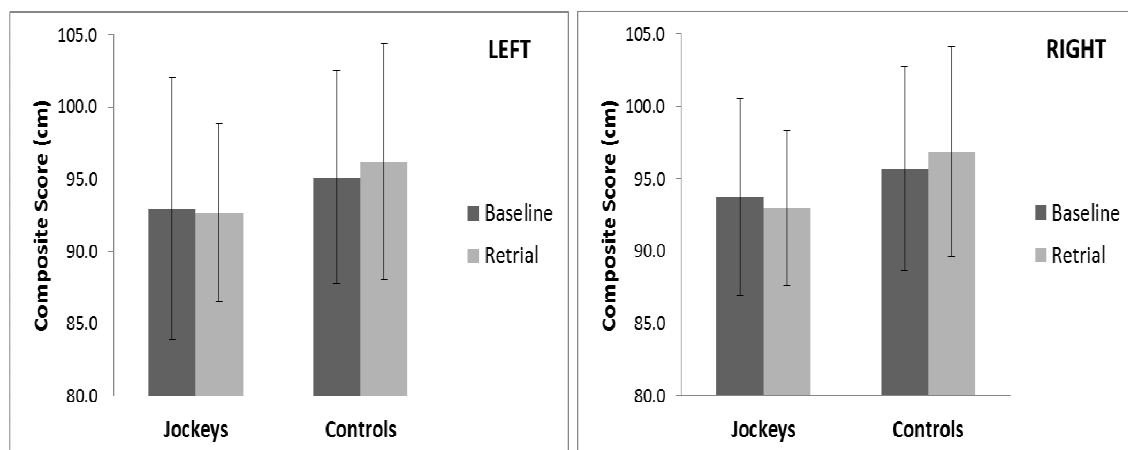 LEFT
Composite Score (cm)
105.0
100.0
95.0
90.0
85.0
80.0
Jockeys Controls
Baseline
Retrial
RIGHT
Composite Score (cm)
105.0
100.0
95.0
90.0
85.0
80.0
Jockeys Controls
Baseline
Retrial